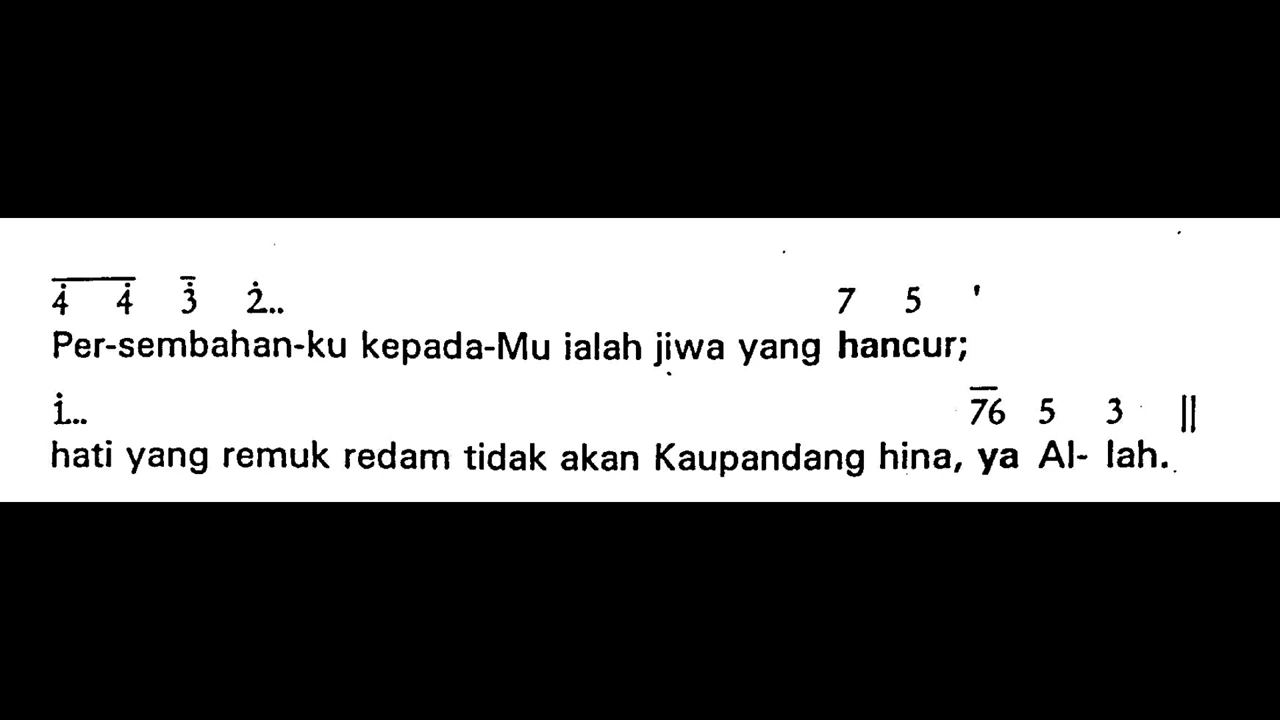 4̇ 4̇ 3̇ 2̇.. 7 5 '
Per-sembahan-ku kepada-Mu ialah jiwa yang hancur;
1̇... 76 5 3 ||
hati yang remuk redam tidak akan Kaupandang hina, ya Al- lah.